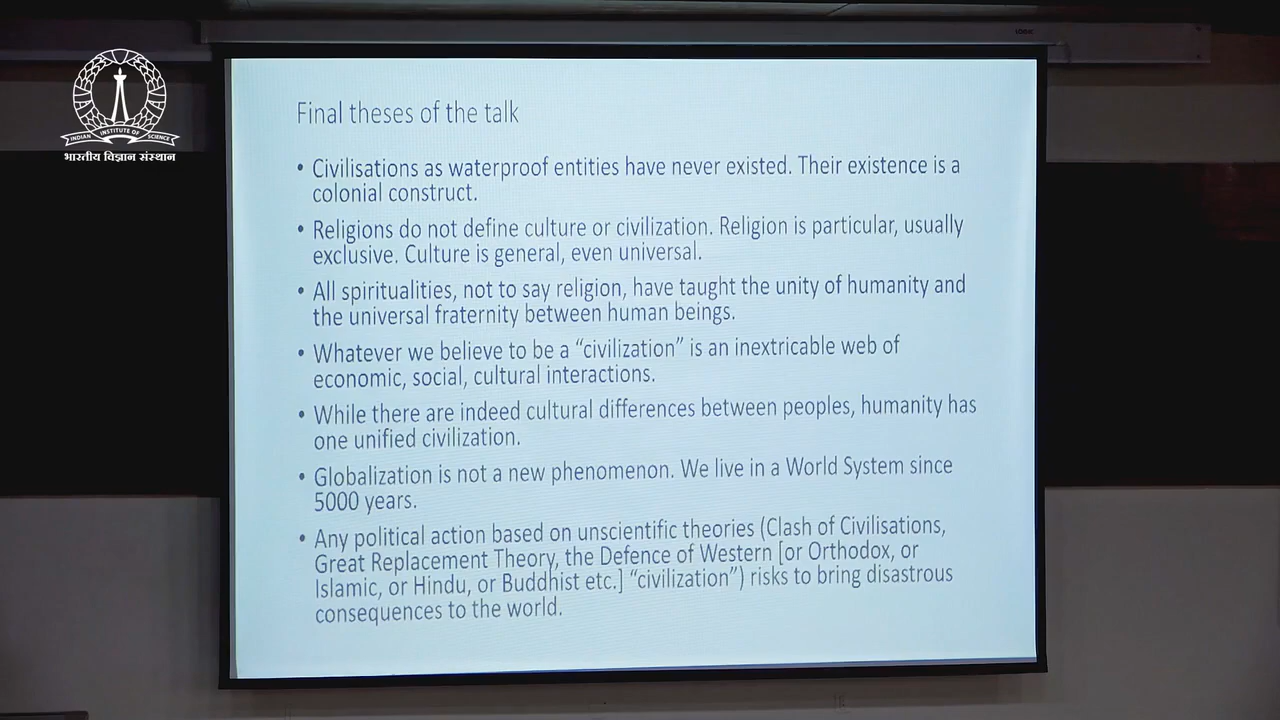 INDIAN INSTITUTE OF SCIENCE
भारतीय विज्ञान संस्थान
Final theses of the talk
• Civilisations as waterproof entities have never existed. Their existence is a
colonial construct.
• Religions do not define culture or civilization. Religion is particular, usually
exclusive. Culture is general, even universal.
• All spiritualities, not to say religion, have taught the unity of humanity and
the universal fraternity between human beings.
• Whatever we believe to be a “civilization” is an inextricable web of
economic, social, cultural interactions.
• While there are indeed cultural differences between peoples, humanity has
one unified civilization.
• Globalization is not a new phenomenon. We live in a World System since
5000 years.
• Any political action based on unscientific theories (Clash of Civilisations,
Great Replacement Theory, the Defence of Western [or Orthodox, or
Islamic, or Hindu, or Buddhist etc.] “civilization”) risks to bring disastrous
consequences to the world.